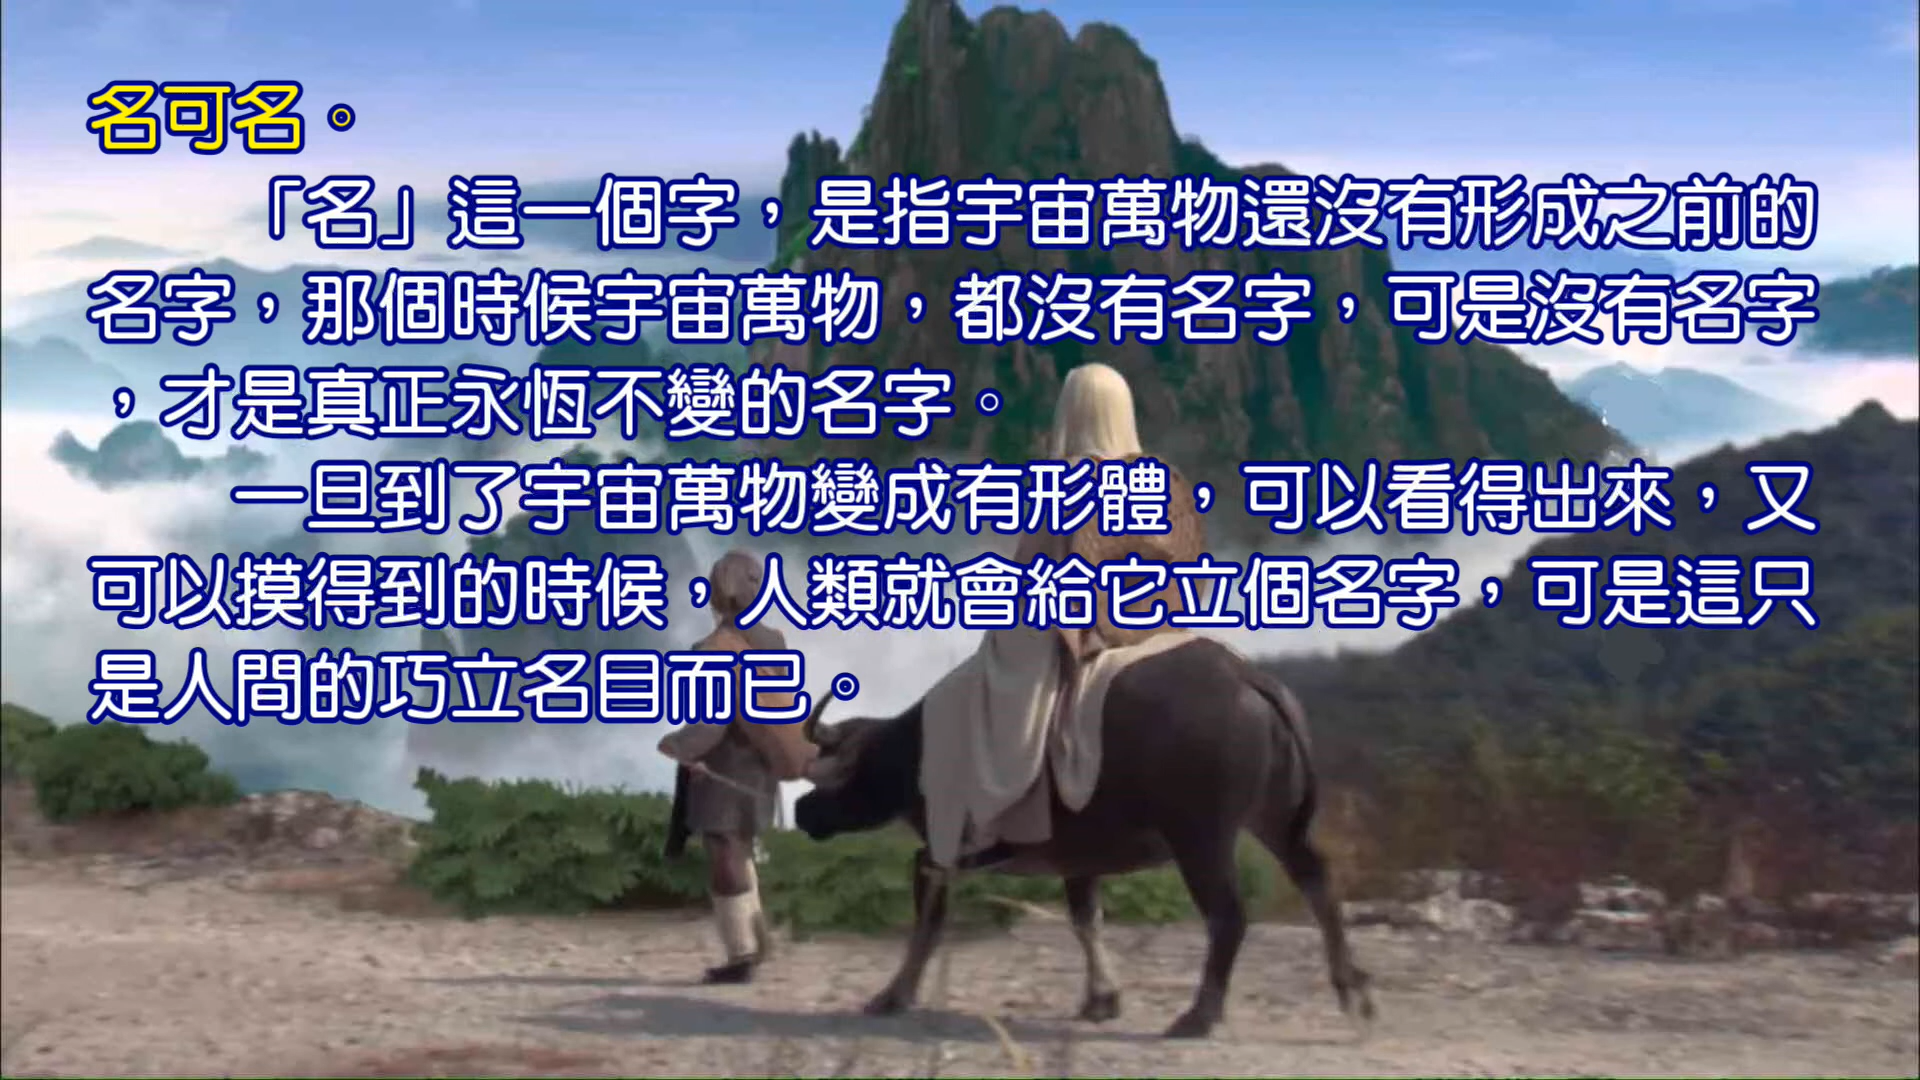 名可名。
「名」這一個字，是指宇宙萬物還沒有形成之前的
名字，那個時候宇宙萬物，都沒有名字，可是沒有名字
，才是真正永恆不變的名字。
一旦到了宇宙萬物變成有形體，可以看得出來，又
可以摸得到的時候，人類就會給它立個名字，可是這只
是人間的巧立名目而已。